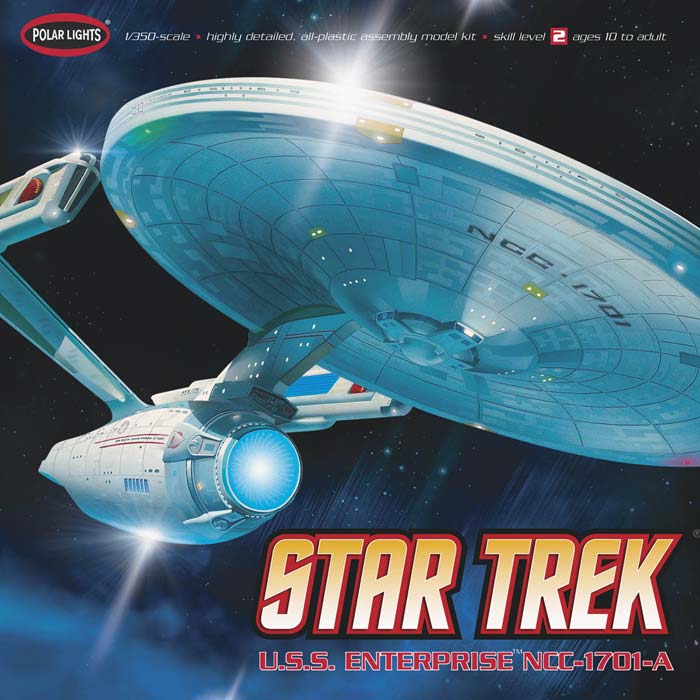 POLAR LIGHTS®
1/350-scale ▪ highly detailed, all-plastic assembly model kit ▪ skill level 2 ages 10 to adult
NCC-1701
STAR TREK®
U.S.S. ENTERPRISE™ NCC-1701-A